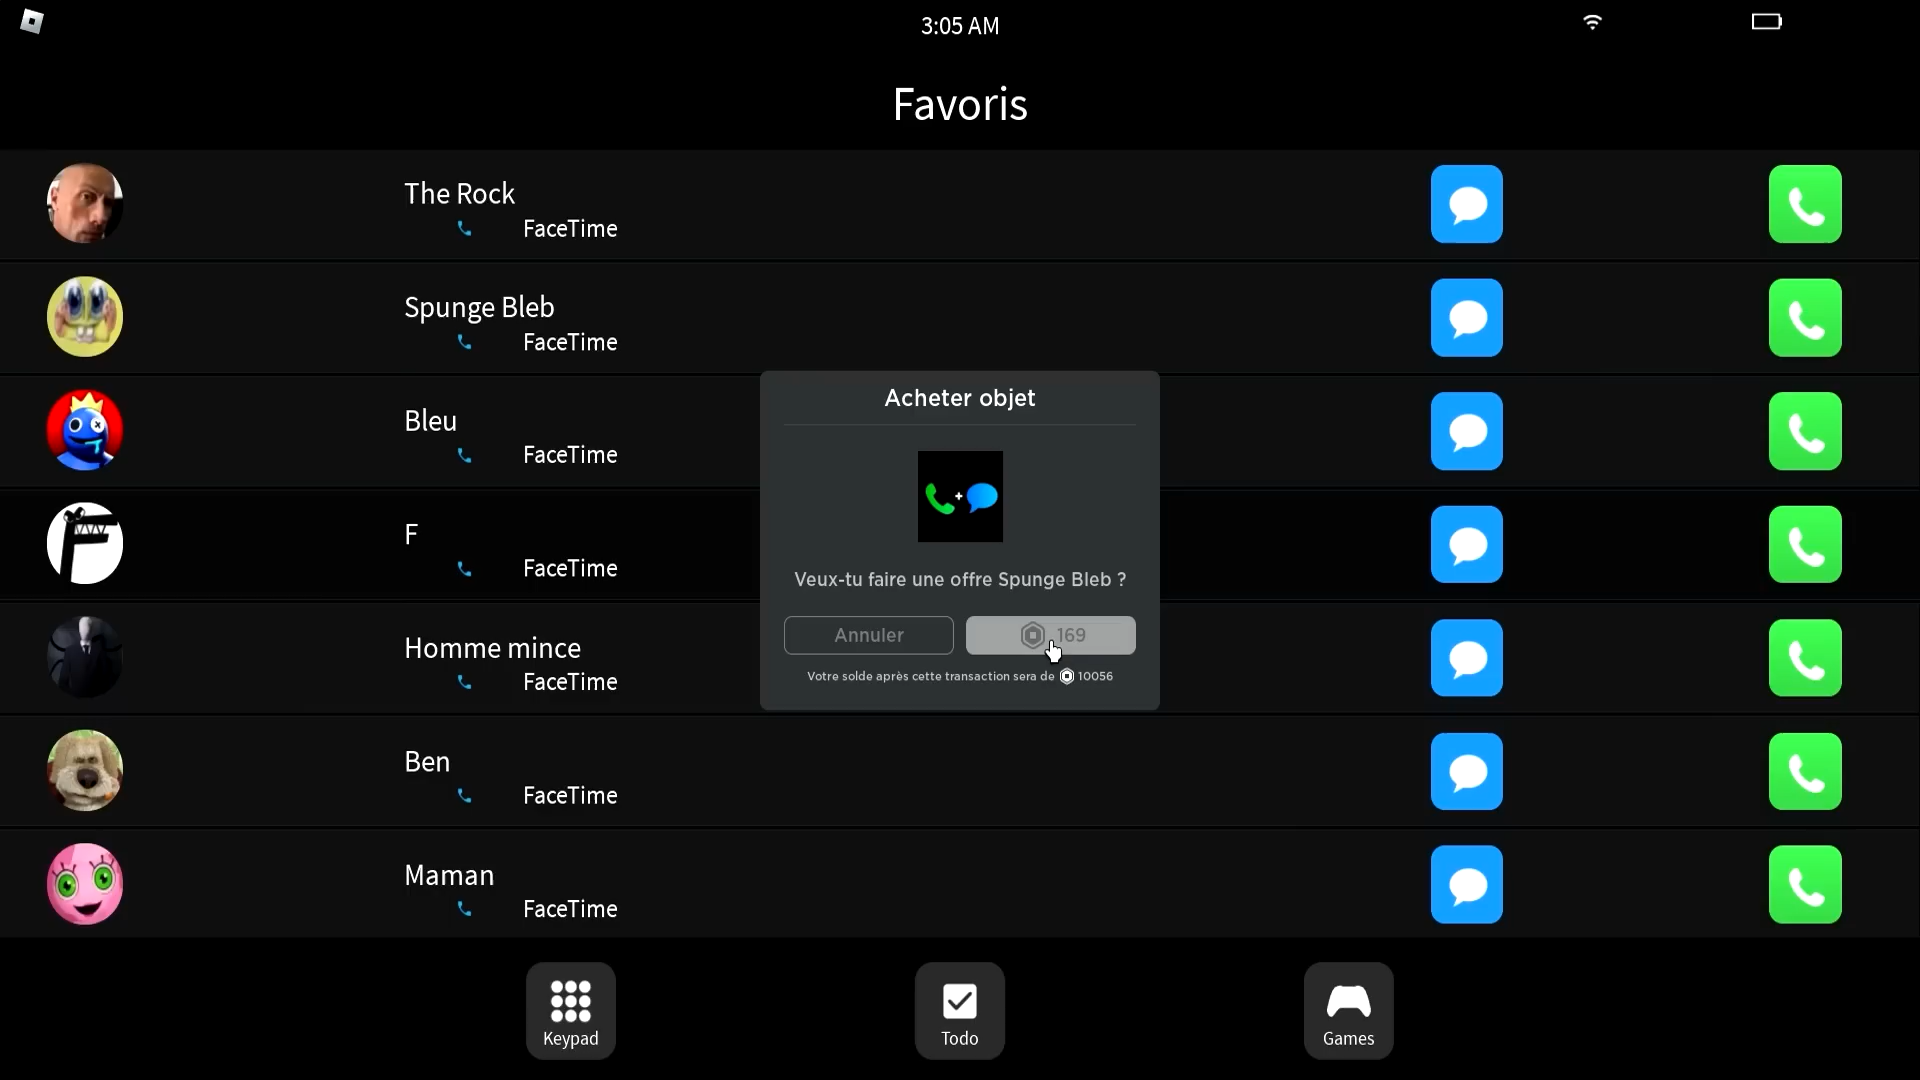 3:05 AM
Favoris
The Rock
FaceTime
Spunge Bleb
FaceTime
Bleu
FaceTime
F
FaceTime
Homme mince
FaceTime
Ben
FaceTime
Maman
FaceTime
Acheter objet
Veux-tu faire une offre Spunge Bleb ?
Annuler
169
Votre solde après cette transaction sera de 10056
Keypad
Todo
Games